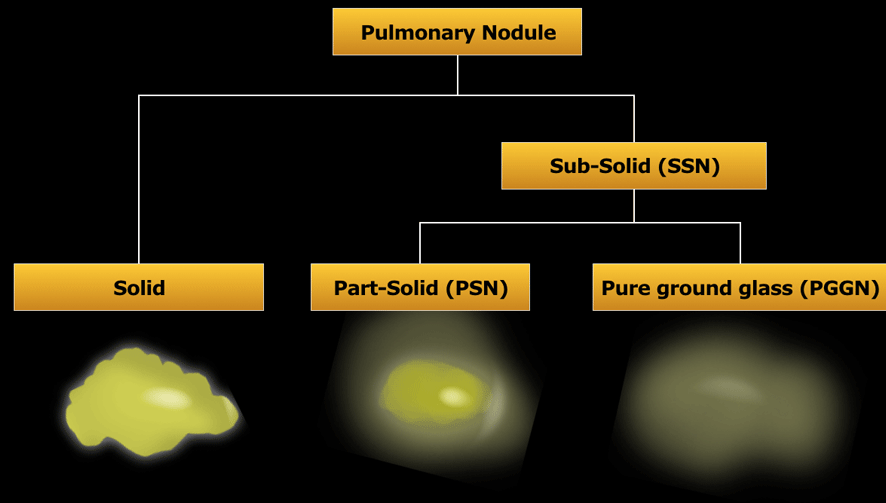 Pulmonary Nodule
Sub-Solid (SSN)
Solid
Part-Solid (PSN)
Pure ground glass (PGGN)